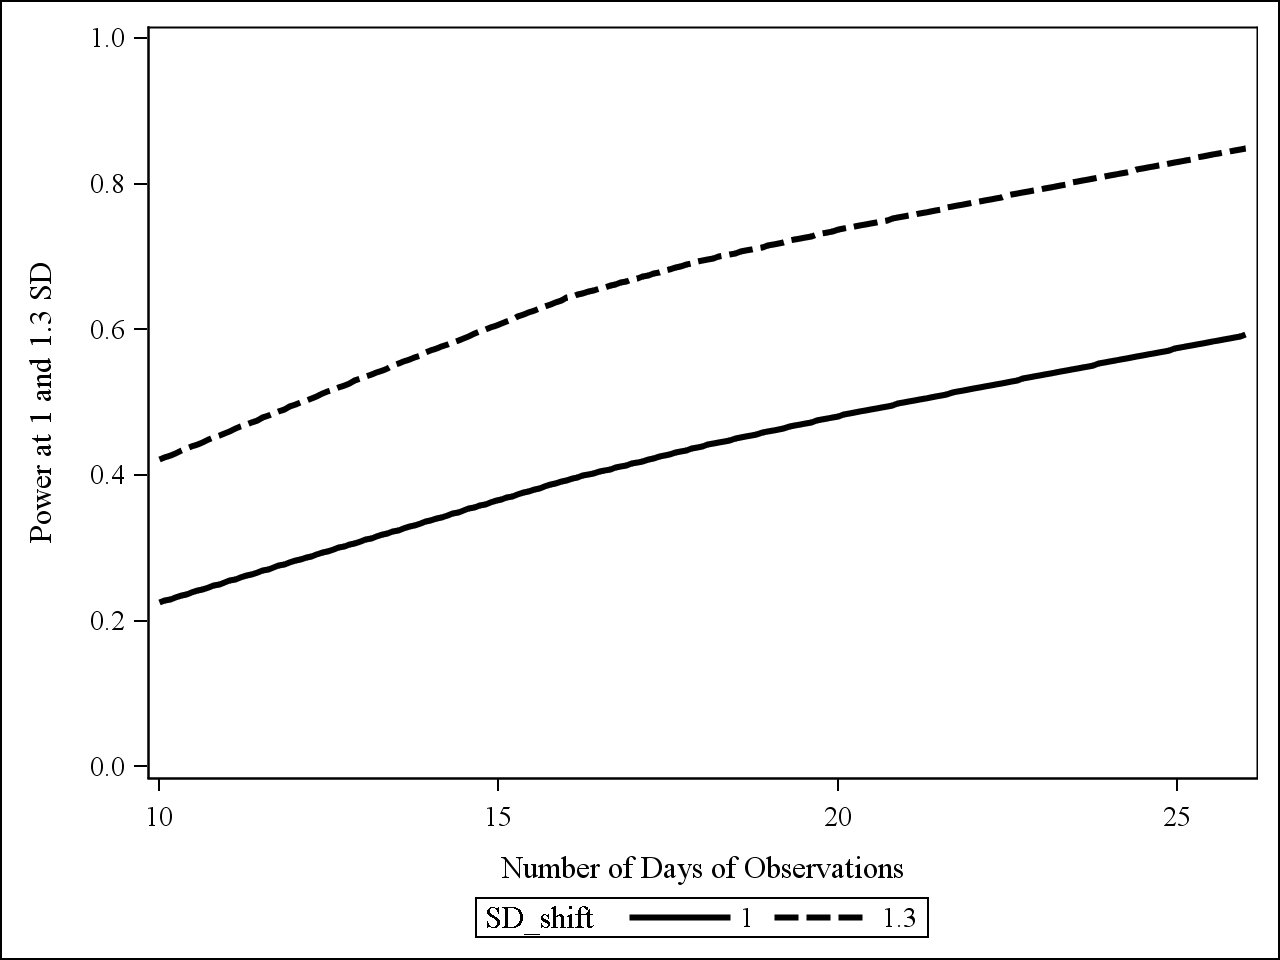 1.0
0.8
0.6
0.4
0.2
0.0
Power at 1 and 1.3 SD
10 15 20 25
Number of Days of Observations
SD_shift 1 1.3